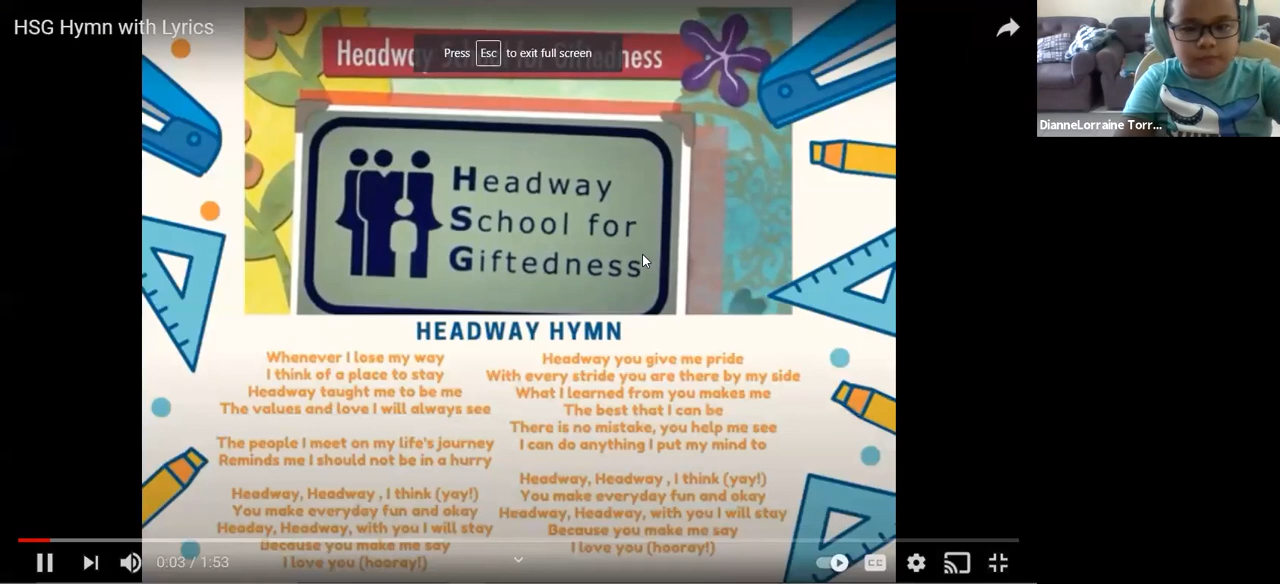 HSG Hymn with Lyrics
Press Esc to exit full screen
Headway
Headway
School for
Giftedness
HEADWAY HYMN
Whenever I lose my way
I think of a place to stay
Headway taught me to be me
The values and love I will always see
The people I meet on my life's journey
Reminds me I should not be in a hurry
Headway, Headway , I think (yay!)
You make everyday fun and okay
Headay, Headway, with you I will stay
Because you make me say
I love you (hooray!)
Headway you give me pride
With every stride you are there by my side
What I learned from you makes me
The best that I can be
There is no mistake, you help me see
I can do anything I put my mind to
Headway, Headway , I think (yay!)
You make everyday fun and okay
Headway, Headway, with you I will stay
Because you make me say
I love you (hooray!)
DianneLorraine Torr...
0:03 / 1:53
CC